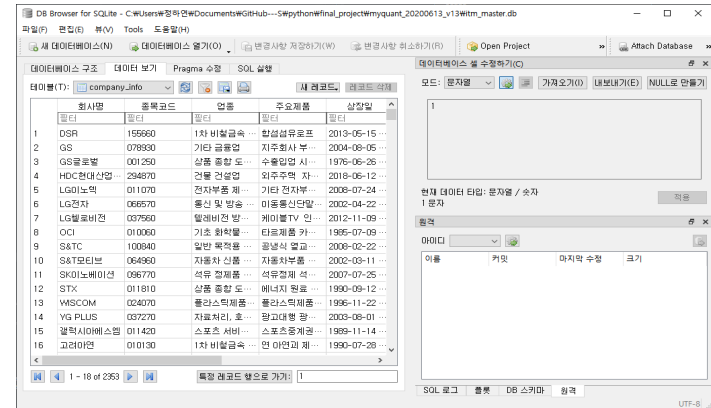 DB Browser for SQLite - C:₩Users₩정하연₩Documents₩GitHub---S₩python₩final_project₩myquant_20200613_v13₩itm_master.db
파일(F) 편집(E) 뷰(V) Tools 도움말(H)
새 데이터베이스(N) 데이터베이스 열기(O) 변경사항 저장하기(W) 변경사항 취소하기(R) Open Project » Attach Database »
데이터베이스 구조 데이터 보기 Pragma 수정 SQL 실행
테이블(T): company_info 새 레코드 레코드 삭제
회사명 종목코드 업종 주요제품 상장일
필터 필터 필터 필터 필터
1 DSR 155660 1차 비철금속 … 합섬섬유로프 2013-05-15 …
2 GS 078930 기타 금융업 지주회사 부… 2004-08-05 …
3 GS글로벌 001250 상품 종합 도… 수출입업 시… 1976-06-26 …
4 HDC현대산업… 294870 건물 건설업 외주주택, 자… 2018-06-12 …
5 LG이노텍 011070 전자부품 제… 기타 전자부… 2008-07-24 …
6 LG전자 066570 통신 및 방송 … 이동통신단말… 2002-04-22 …
7 LG헬로비전 037560 텔레비전 방… 케이블TV 인… 2012-11-09 …
8 OCI 010060 기초 화학물… 타르제품 카… 1985-07-09 …
9 S&TC 100840 일반 목적용 … 공냉식 열교… 2008-02-22 …
10 S&T모티브 064960 자동차 신품 … 자동차부품 … 2002-03-11 …
11 SK이노베이션 096770 석유 정제품 … 석유정제 석… 2007-07-25 …
12 STX 011810 상품 종합 도… 에너지 원료 … 1990-09-12 …
13 WISCOM 024070 플라스틱제품… 플라스틱제품… 1996-11-22 …
14 YG PLUS 037270 자료처리, 호… 광고대행 광… 2003-08-01 …
15 갤럭시아에스엠 011420 스포츠 서비… 스포츠중계권… 1989-11-14 …
16 고려아연 010130 1차 비철금속 … 연 아연괴 제… 1990-07-28 …
1 - 18 of 2353 특정 레코드 행으로 가기: 1
데이터베이스 셀 수정하기(C)
모드: 문자열 가져오기(I) 내보내기(E) NULL로 만들기
1
현재 데이터 타입: 문자열 / 숫자
1 문자
적용
원격
아이디
이름 커밋 마지막 수정 크기
SQL 로그 플롯 DB 스키마 원격
UTF-8